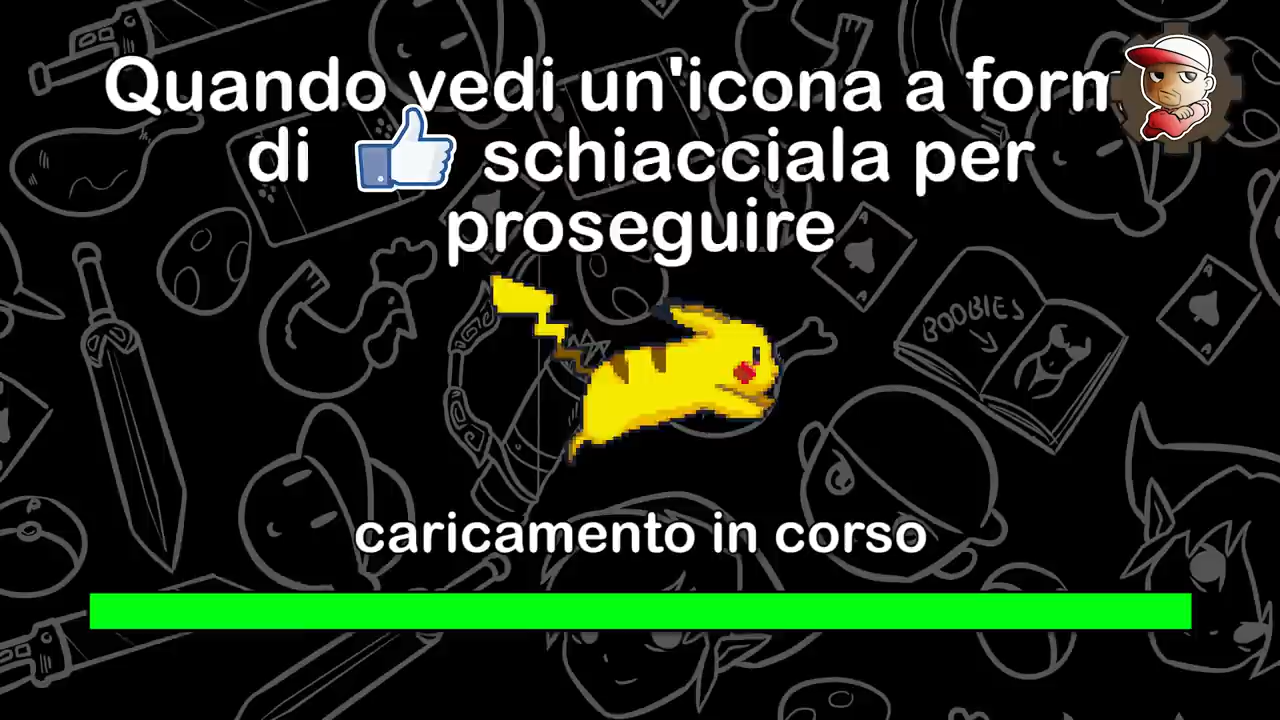 Quando vedi un'icona a form
di schiacciala per
proseguire
BOOBIES
caricamento in corso